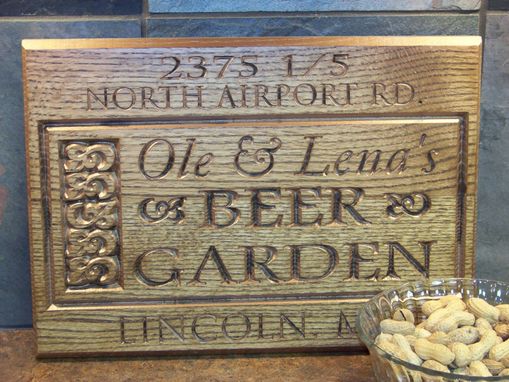 2375 1/5
NORTH AIRPORT RD.
Ole & Lena's
BEER
GARDEN
LINCOLN, M